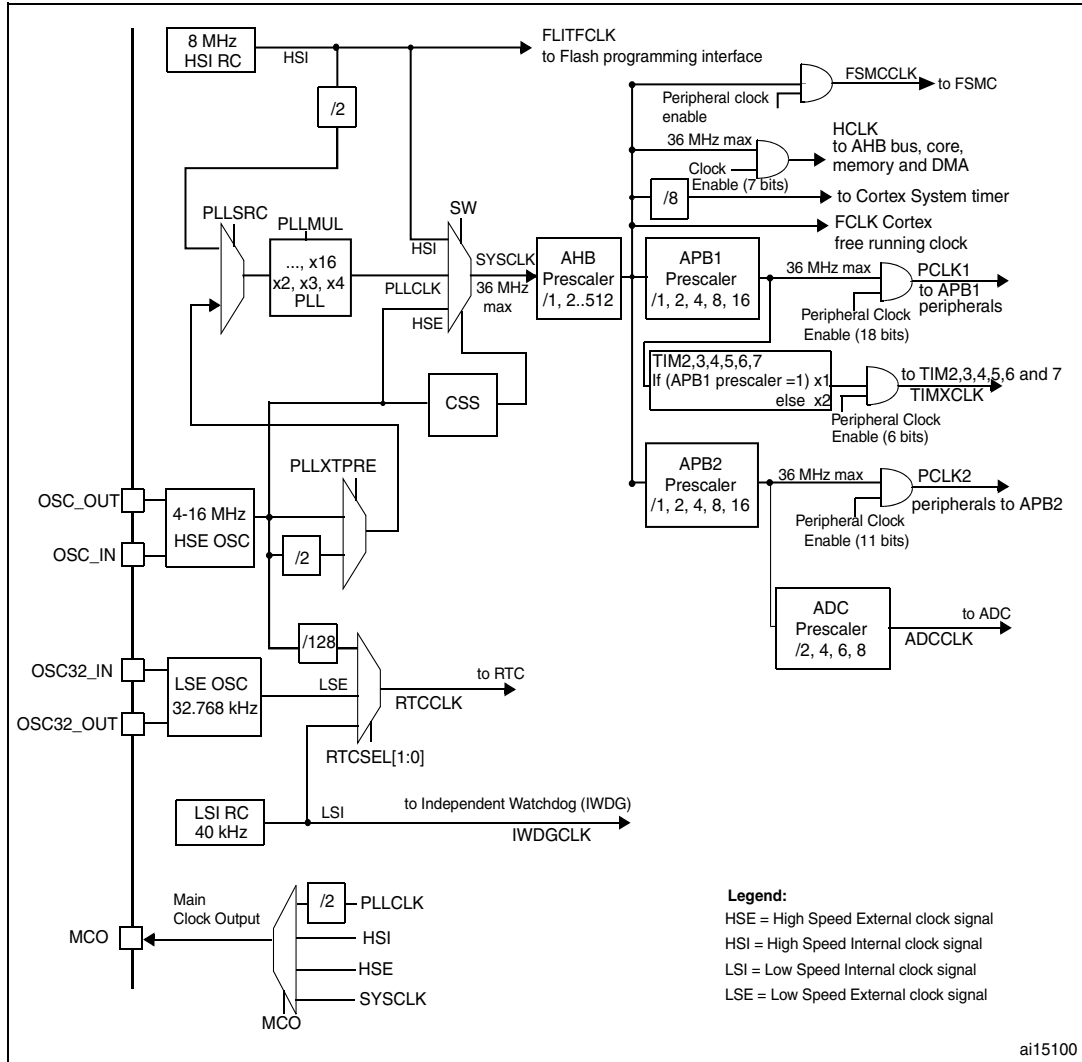 8 MHz
HSI RC
HSI
FLITFCLK
to Flash programming interface
/2
FSMCCLK
to FSMC
Peripheral clock
enable
36 MHz max
HCLK
to AHB bus, core,
memory and DMA
Clock
Enable (7 bits)
/8
to Cortex System timer
FCLK Cortex
free running clock
PLLSRC
PLLMUL
..., x16
x2, x3, x4
PLL
SW
HSI
PLLCLK
HSE
SYSCLK
36 MHz
max
AHB
Prescaler
/1, 2..512
APB1
Prescaler
/1, 2, 4, 8, 16
36 MHz max
PCLK1
to APB1
peripherals
Peripheral Clock
Enable (18 bits)
TIM2,3,4,5,6,7
If (APB1 prescaler =1) x1
else x2
to TIM2,3,4,5,6 and 7
TIMXCLK
Peripheral Clock
Enable (6 bits)
CSS
PLLXTPRE
OSC_OUT
OSC_IN
4-16 MHz
HSE OSC
/2
APB2
Prescaler
/1, 2, 4, 8, 16
36 MHz max
PCLK2
peripherals to APB2
Peripheral Clock
Enable (11 bits)
ADC
Prescaler
/2, 4, 6, 8
to ADC
ADCCLK
/128
OSC32_IN
OSC32_OUT
LSE OSC
32.768 kHz
LSE
to RTC
RTCCLK
RTCSEL[1:0]
LSI RC
40 kHz
LSI
to Independent Watchdog (IWDG)
IWDGCLK
Main
Clock Output
MCO
/2
PLLCLK
HSI
HSE
SYSCLK
MCO
Legend:
HSE = High Speed External clock signal
HSI = High Speed Internal clock signal
LSI = Low Speed Internal clock signal
LSE = Low Speed External clock signal
ai15100